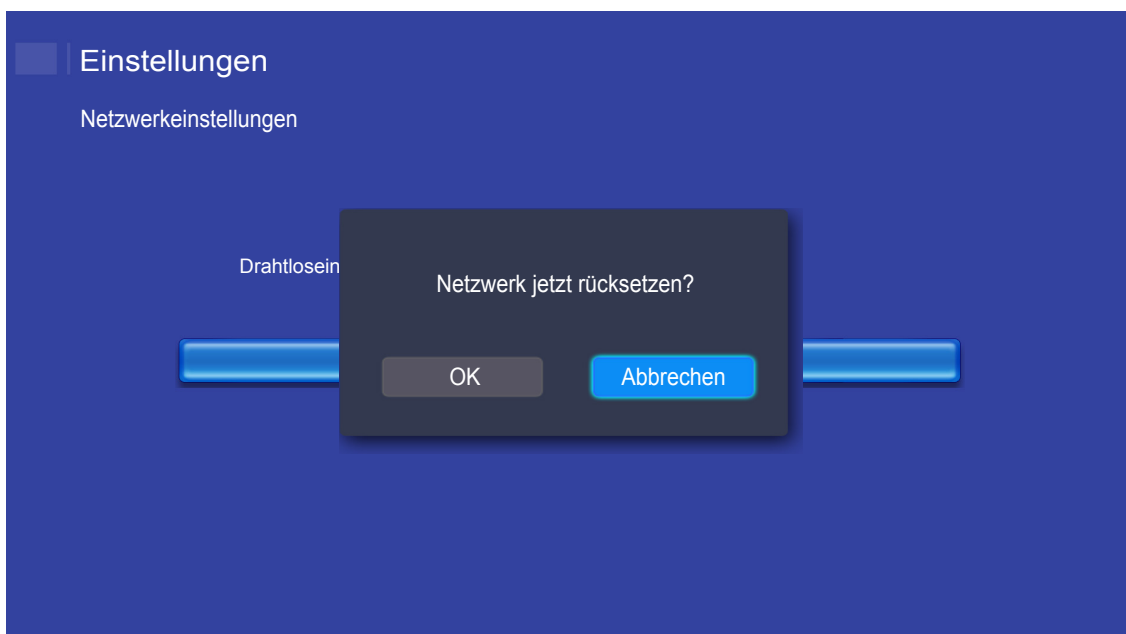 Einstellungen
Netzwerkeinstellungen
Drahtlosein
Netzwerk jetzt rücksetzen?
OK Abbrechen